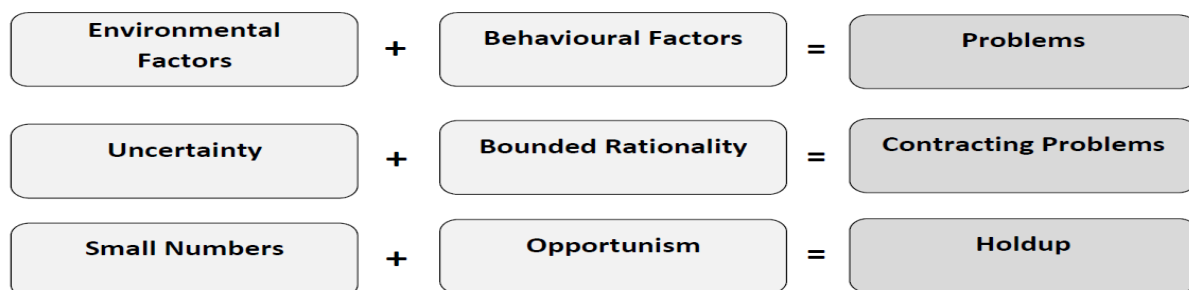 Environmental
Factors + Behavioural Factors = Problems
Uncertainty + Bounded Rationality = Contracting Problems
Small Numbers + Opportunism = Holdup